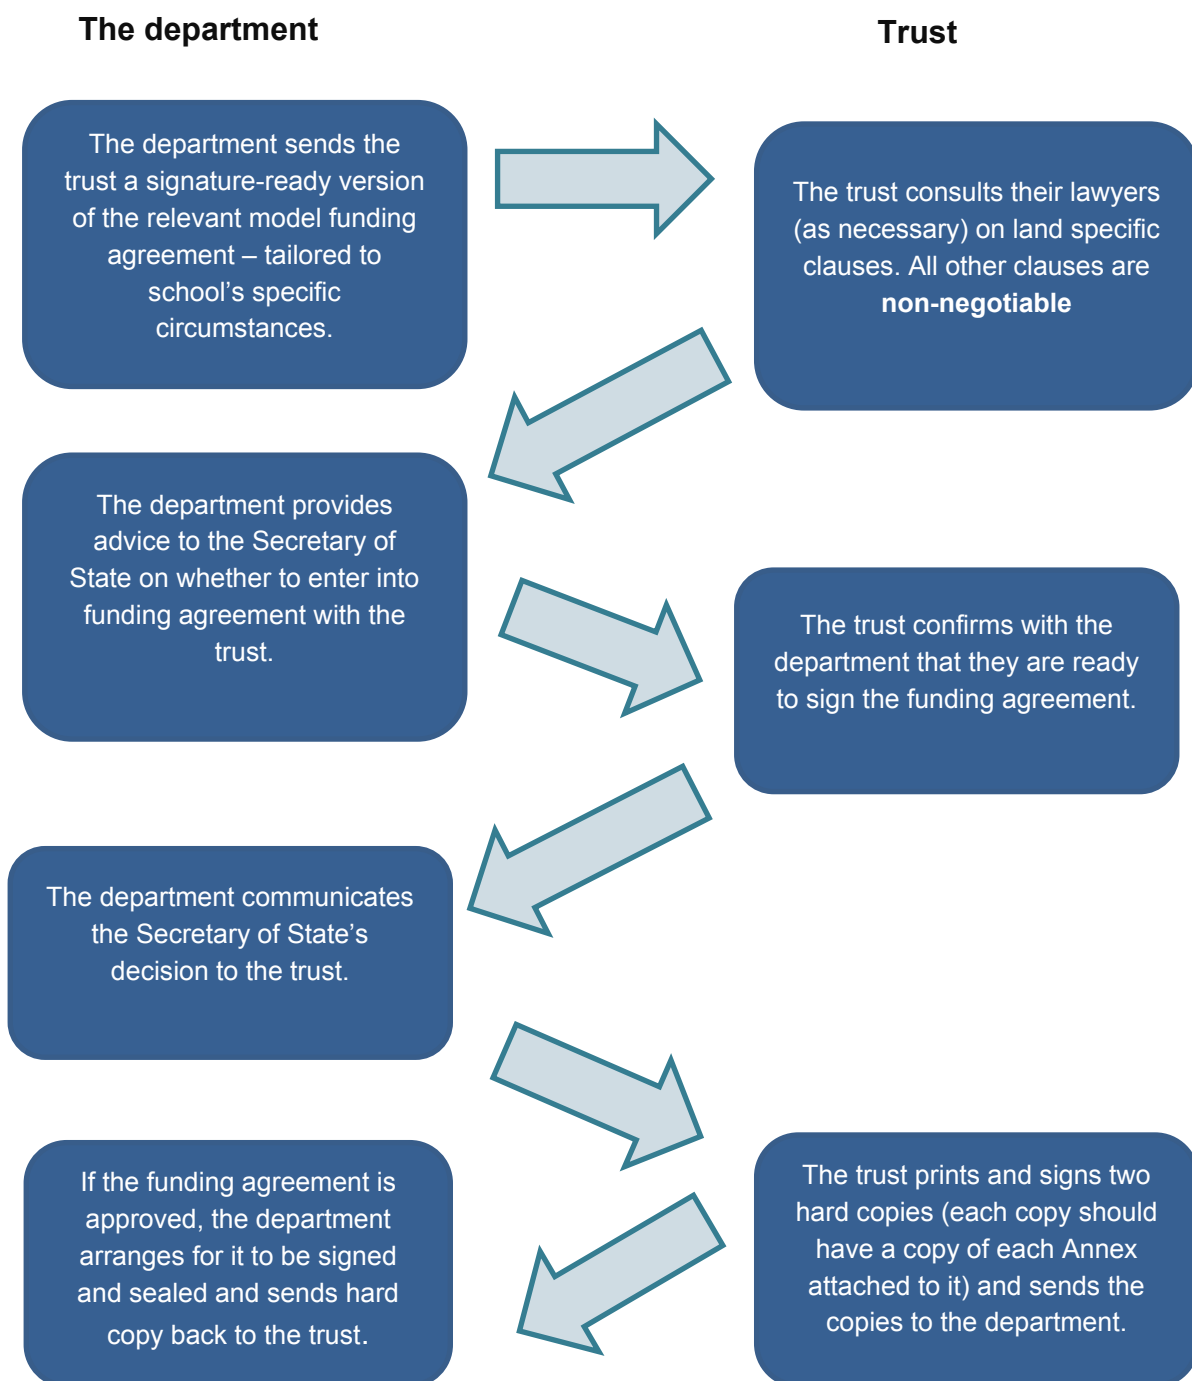 The department
Trust
The department sends the
trust a signature-ready version
of the relevant model funding
agreement – tailored to
school's specific
circumstances.
The trust consults their lawyers
(as necessary) on land specific
clauses. All other clauses are
non-negotiable
The department provides
advice to the Secretary of
State on whether to enter into
funding agreement with the
trust.
The trust confirms with the
department that they are ready
to sign the funding agreement.
The department communicates
the Secretary of State’s
decision to the trust.
The trust prints and signs two
hard copies (each copy should
have a copy of each Annex
attached to it) and sends the
copies to the department.
If the funding agreement is
approved, the department
arranges for it to be signed
and sealed and sends hard
copy back to the trust.